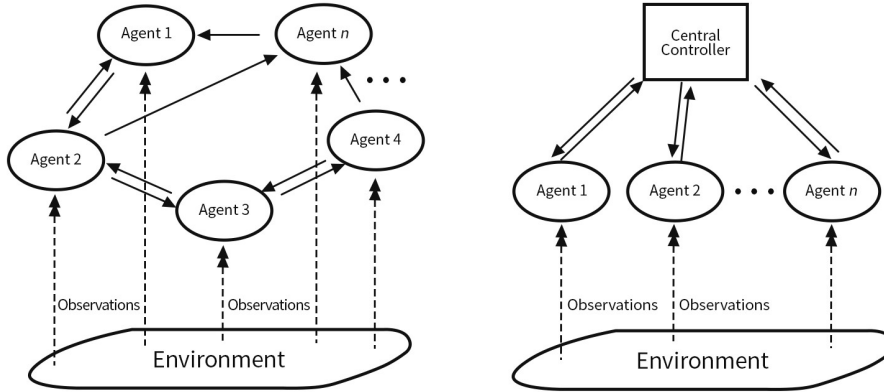 Agent 1
Agent n
Agent 2
Agent 4
Agent 3
Observations
Observations
Environment
Central
Controller
Agent 1
Agent 2
Agent n
Observations
Observations
Environment